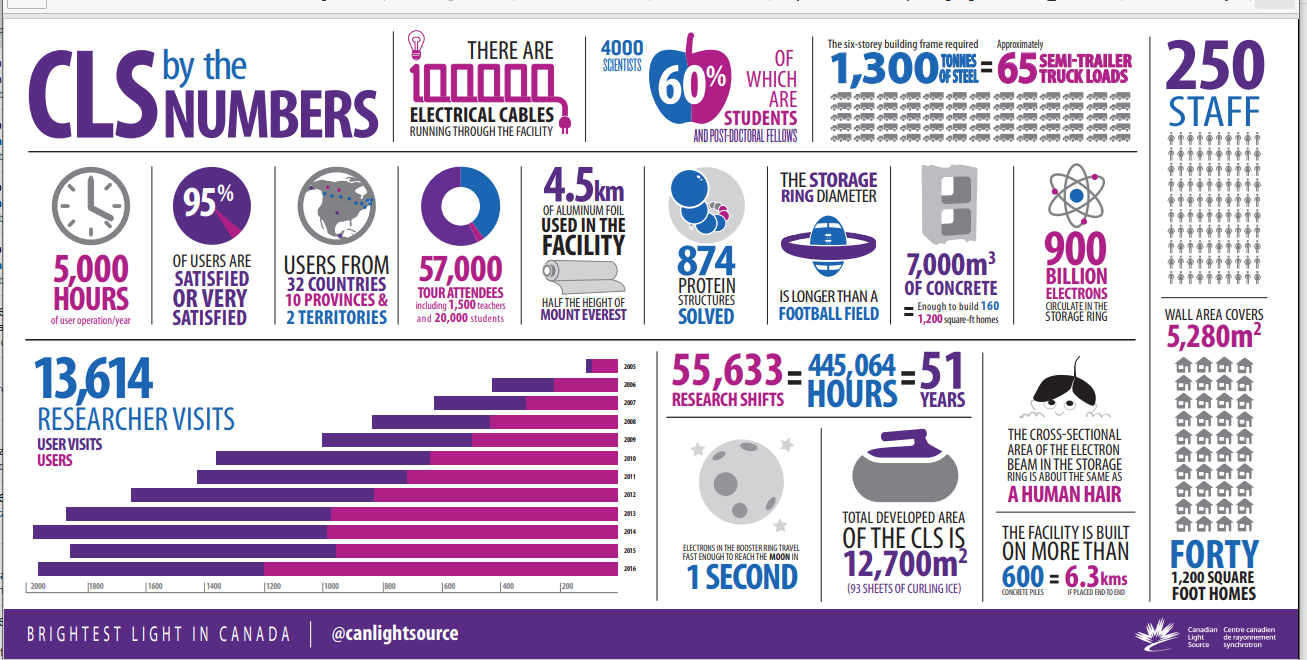 CLS by the
NUMBERS
THERE ARE
100000
ELECTRICAL CABLES
RUNNING THROUGH THE FACILITY
4000
SCIENTISTS
60%
OF
WHICH
ARE
STUDENTS
AND POST-DOCTORAL FELLOWS
The six-storey building frame required
1,300 TONNES
OF STEEL
=
Approximately
65 SEMI-TRAILER
TRUCK LOADS
250
STAFF
5,000
HOURS
of user operation/year
95%
OF USERS ARE
SATISFIED
OR VERY
SATISFIED
USERS FROM
32 COUNTRIES
10 PROVINCES &
2 TERRITORIES
57,000
TOUR ATTENDEES
including 1,500 teachers
and 20,000 students
4.5km
OF ALUMINUM FOIL
USED IN THE
FACILITY
HALF THE HEIGHT OF
MOUNT EVEREST
874
PROTEIN
STRUCTURES
SOLVED
THE STORAGE
RING DIAMETER
IS LONGER THAN A
FOOTBALL FIELD
7,000m³
OF CONCRETE
= Enough to build 160
1,200 square-ft homes
900
BILLION
ELECTRONS
CIRCULATE IN THE
STORAGE RING
WALL AREA COVERS
5,280m²
FORTY
1,200 SQUARE
FOOT HOMES
13,614
RESEARCHER VISITS
USER VISITS
USERS
2005
2006
2007
2008
2009
2010
2011
2012
2013
2014
2015
2016
2000 1800 1600 1400 1200 1000 800 600 400 200
55,633
RESEARCH SHIFTS
=
445,064
HOURS
=
51
YEARS
ELECTRONS IN THE BOOSTER RING TRAVEL
FAST ENOUGH TO REACH THE MOON IN
1 SECOND
TOTAL DEVELOPED AREA
OF THE CLS IS
12,700m²
(93 SHEETS OF CURLING ICE)
THE CROSS-SECTIONAL
AREA OF THE ELECTRON
BEAM IN THE STORAGE
RING IS ABOUT THE SAME AS
A HUMAN HAIR
THE FACILITY IS BUILT
ON MORE THAN
600 = 6.3kms
CONCRETE PILES IF PLACED END TO END
BRIGHTEST LIGHT IN CANADA
@canlightsource
Canadian
Light
Source
Centre canadien
de rayonnement
synchrotron